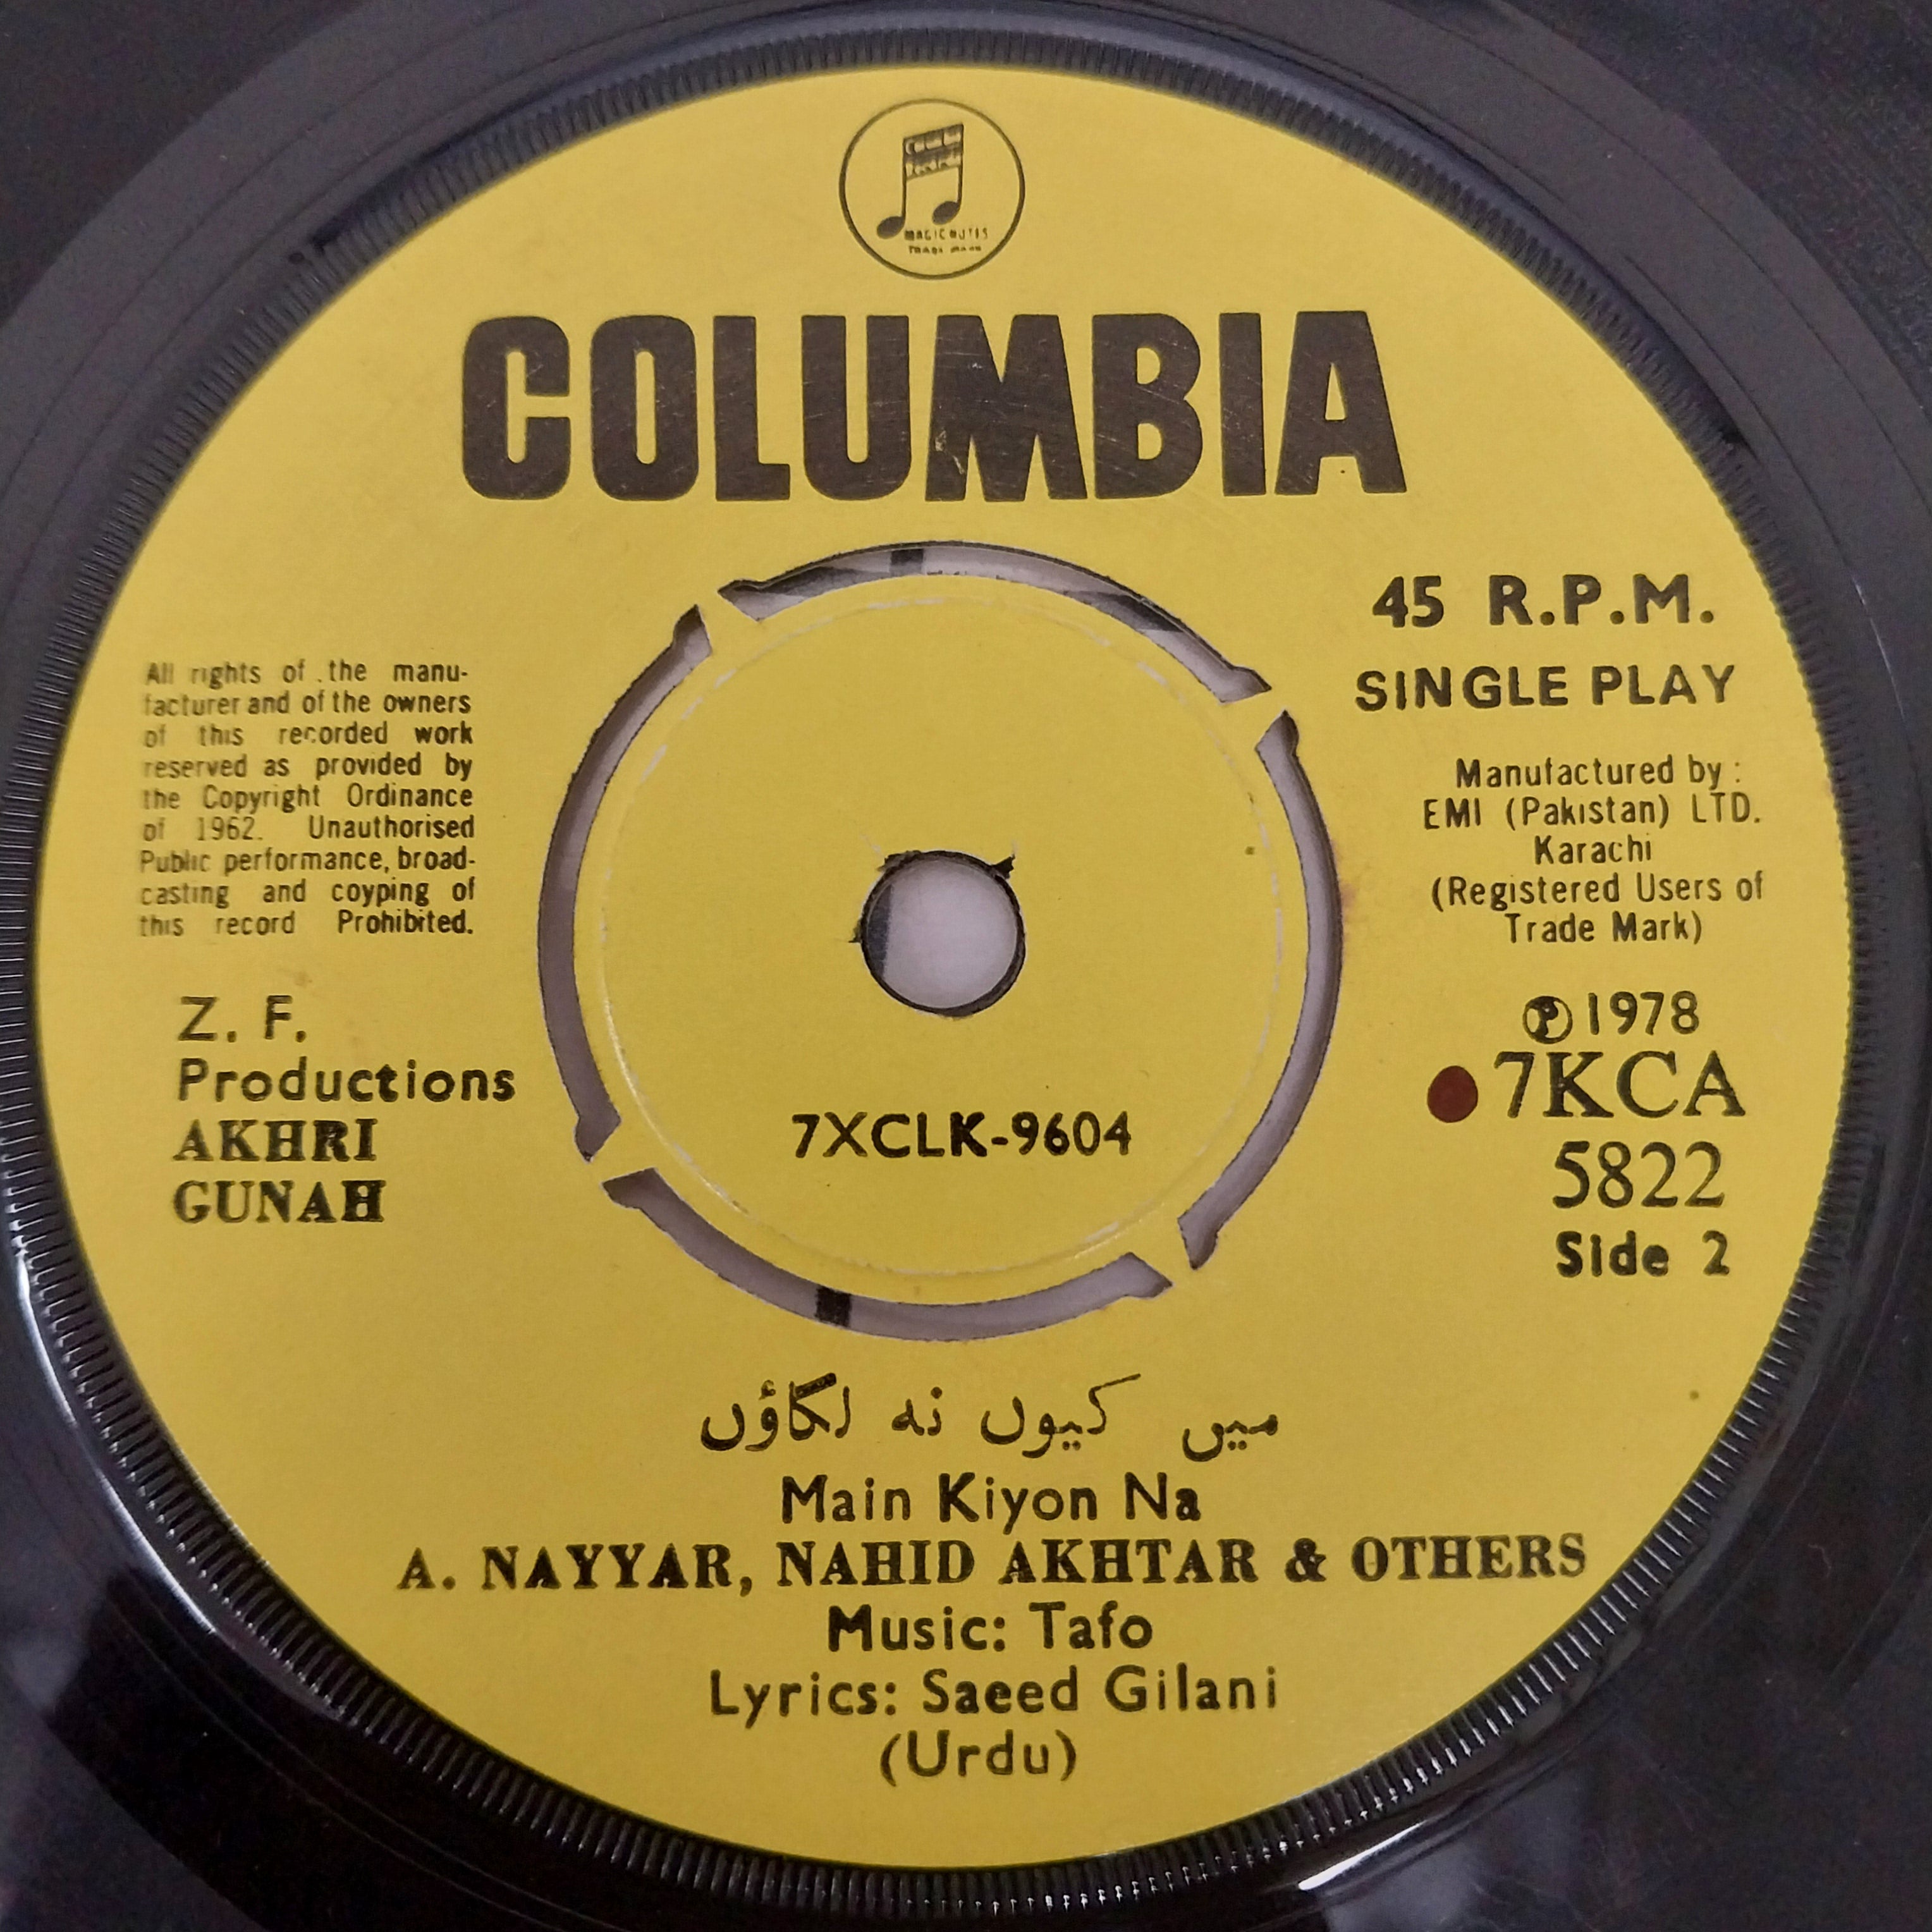 MAGIC NOTES
TRADE MARK
COLUMBIA
45 R.P.M.
SINGLE PLAY
All rights of the manu-
facturer and of the owners
of this recorded work
reserved as provided by
the Copyright Ordinance
of 1962. Unauthorised
Public performance, broad-
casting and coyping of
this record Prohibited.
Manufactured by :
EMI (Pakistan) LTD.
Karachi
(Registered Users of
Trade Mark)
Z. F.
Productions
AKHRI
GUNAH
℗ 1978
7KCA
5822
Side 2
7XCLK-9604
میں کیوں نہ لگاؤں
Main Kiyon Na
A. NAYYAR, NAHID AKHTAR & OTHERS
Music: Tafo
Lyrics: Saeed Gilani
(Urdu)